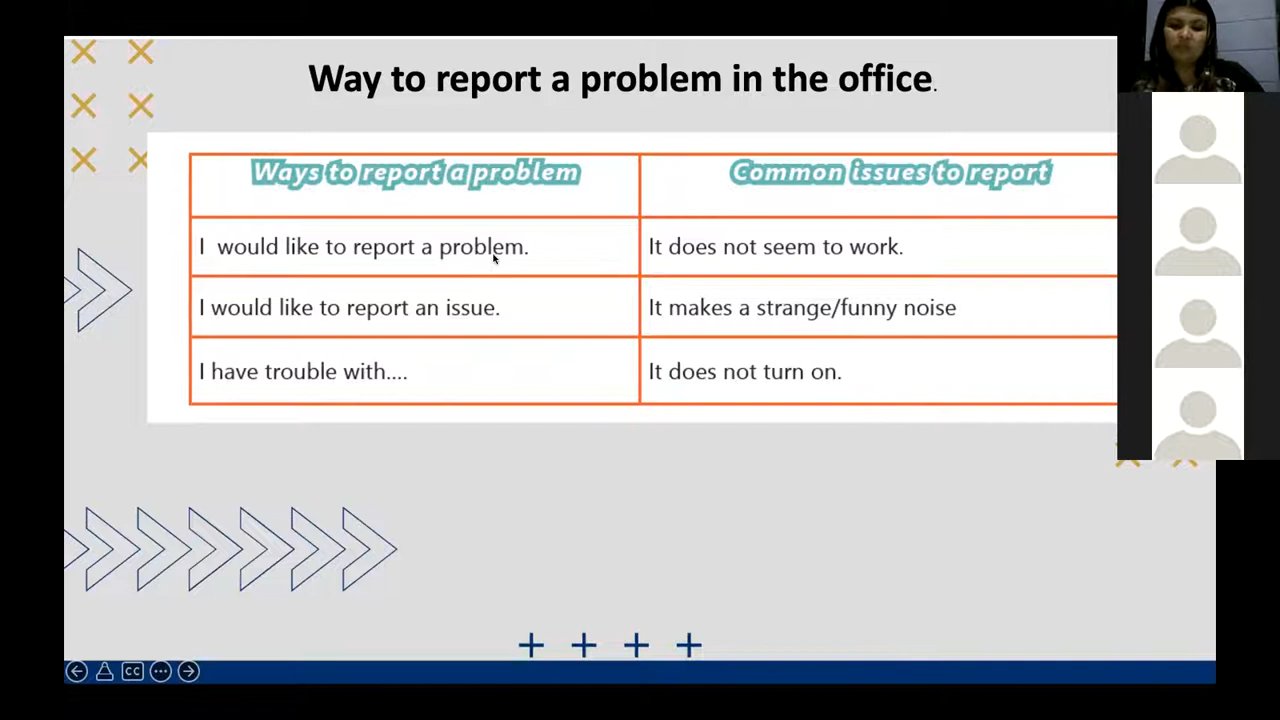 Way to report a problem in the office.
Ways to report a problem
Common issues to report
I would like to report a problem.
It does not seem to work.
I would like to report an issue.
It makes a strange/funny noise
I have trouble with....
It does not turn on.
CC